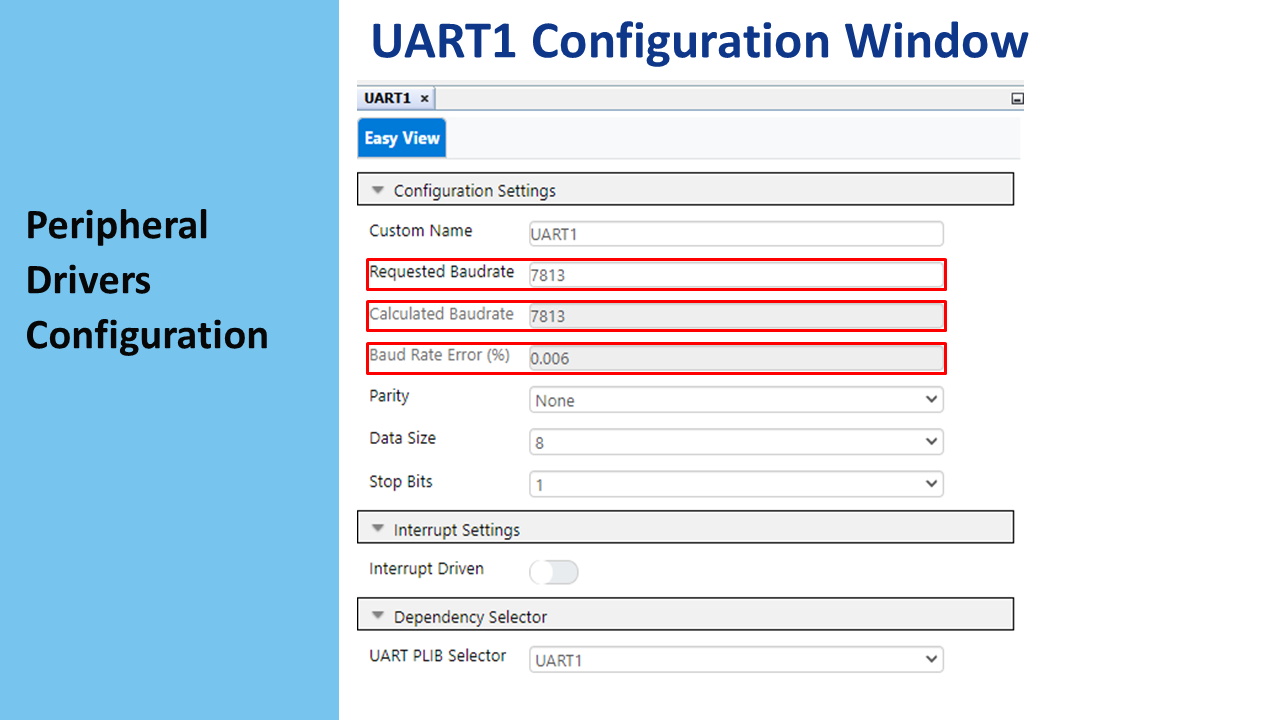 UART1 Configuration Window
Peripheral
Drivers
Configuration
UART1 ×
Easy View
Configuration Settings
Custom Name UART1
Requested Baudrate 7813
Calculated Baudrate 7813
Baud Rate Error (%) 0.006
Parity None
Data Size 8
Stop Bits 1
Interrupt Settings
Interrupt Driven
Dependency Selector
UART PLIB Selector UART1